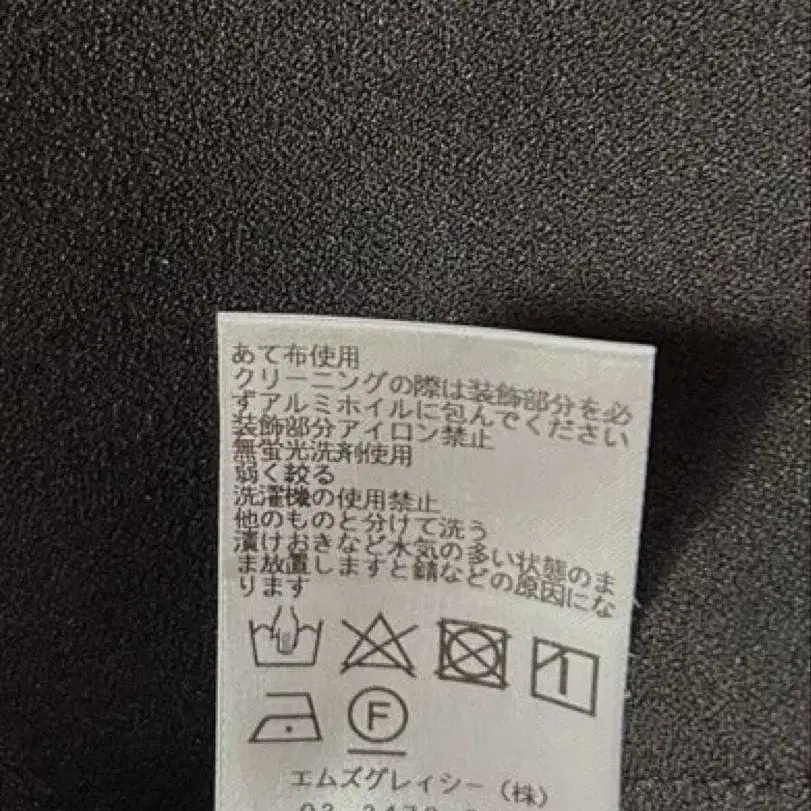 あて布使用
クリーニングの際は装飾部分を必
ずアルミホイルに包んでください
装飾部分アイロン禁止
無蛍光洗剤使用
弱く絞る
洗濯機の使用禁止
他のものと分けて洗う
漬けおきなど水気の多い状態のま
ま放置しますと錆などの原因にな
ります
F
エムズグレイシー(株)